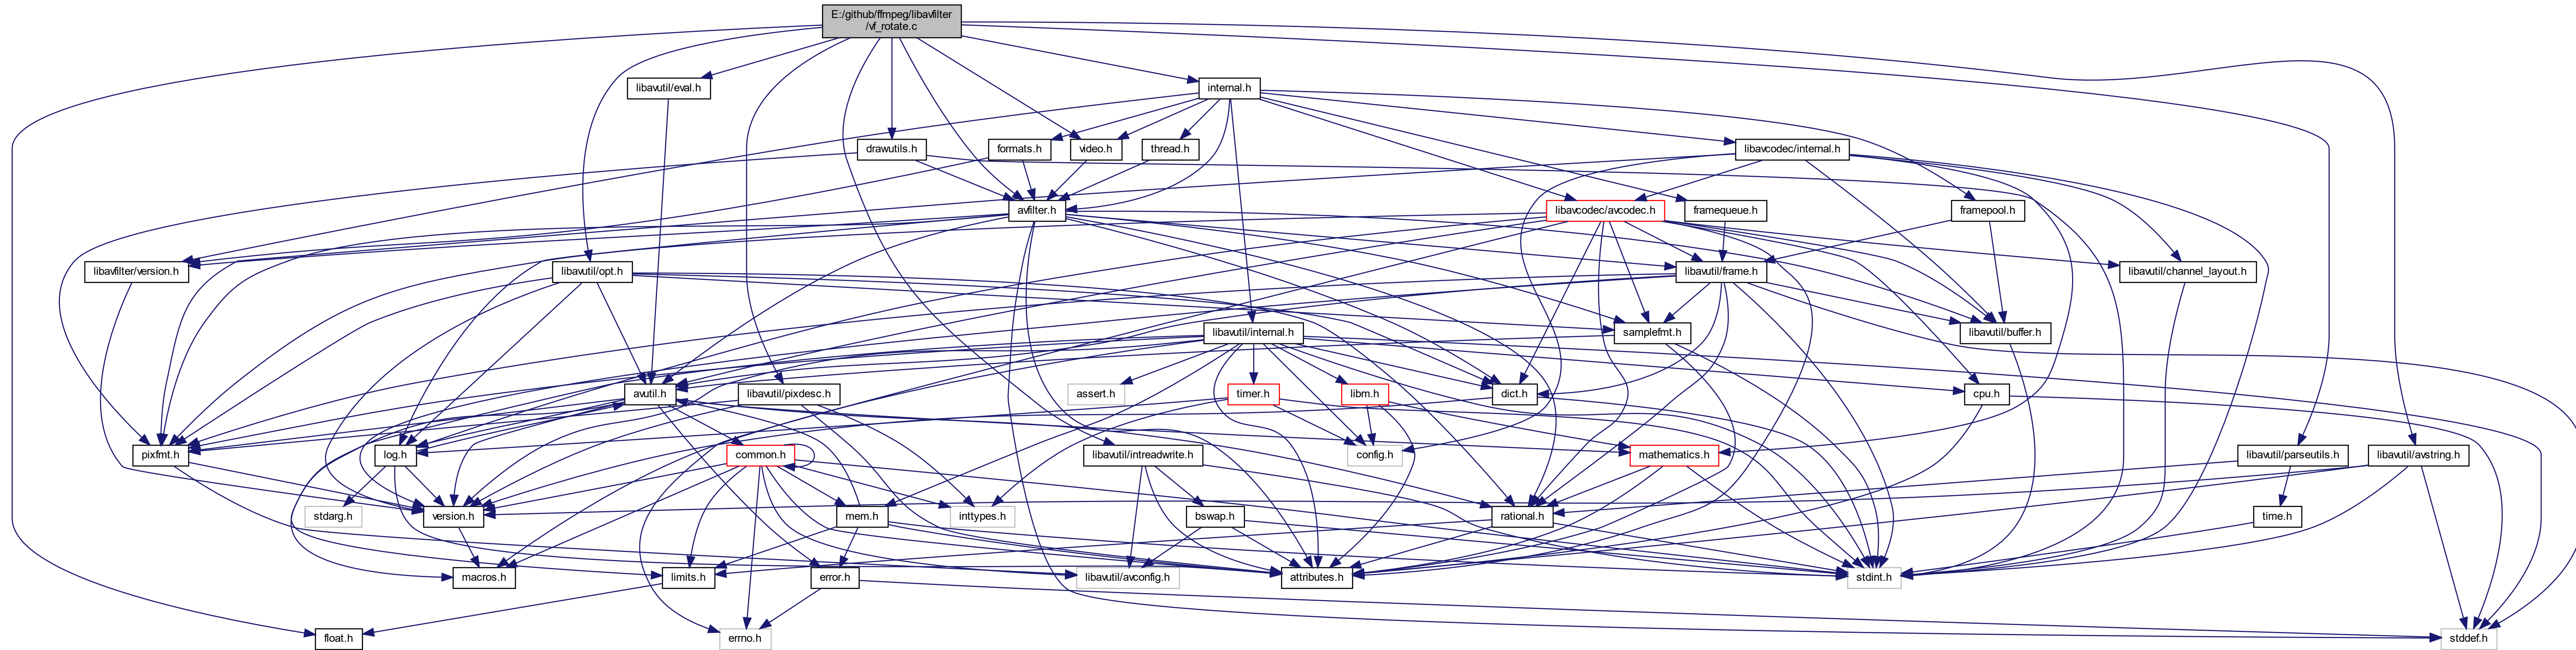 E:/github/ffmpeg/libavfilter
/vf_rotate.c
libavutil/eval.h
internal.h
drawutils.h
formats.h
video.h
thread.h
libavcodec/internal.h
avfilter.h
libavcodec/avcodec.h
framequeue.h
framepool.h
libavfilter/version.h
libavutil/opt.h
libavutil/frame.h
libavutil/channel_layout.h
libavutil/internal.h
samplefmt.h
libavutil/buffer.h
avutil.h
libavutil/pixdesc.h
assert.h
timer.h
libm.h
dict.h
cpu.h
pixfmt.h
log.h
common.h
libavutil/intreadwrite.h
config.h
mathematics.h
libavutil/parseutils.h
libavutil/avstring.h
stdarg.h
version.h
mem.h
inttypes.h
bswap.h
rational.h
time.h
macros.h
limits.h
error.h
libavutil/avconfig.h
attributes.h
stdint.h
float.h
errno.h
stddef.h